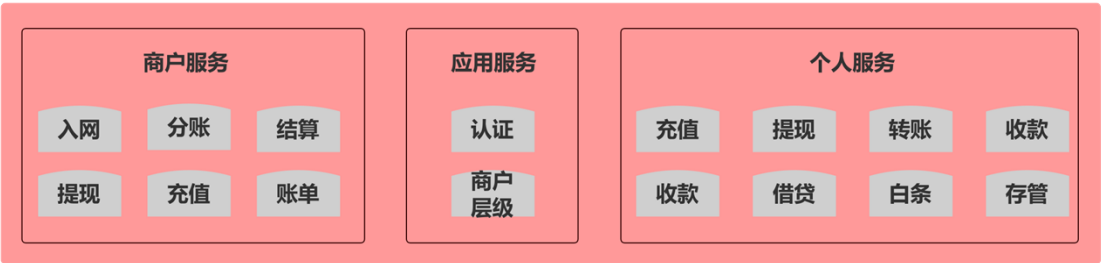 商户服务
入网
分账
结算
提现
充值
账单
应用服务
认证
商户
层级
个人服务
充值
提现
转账
收款
收款
借贷
白条
存管